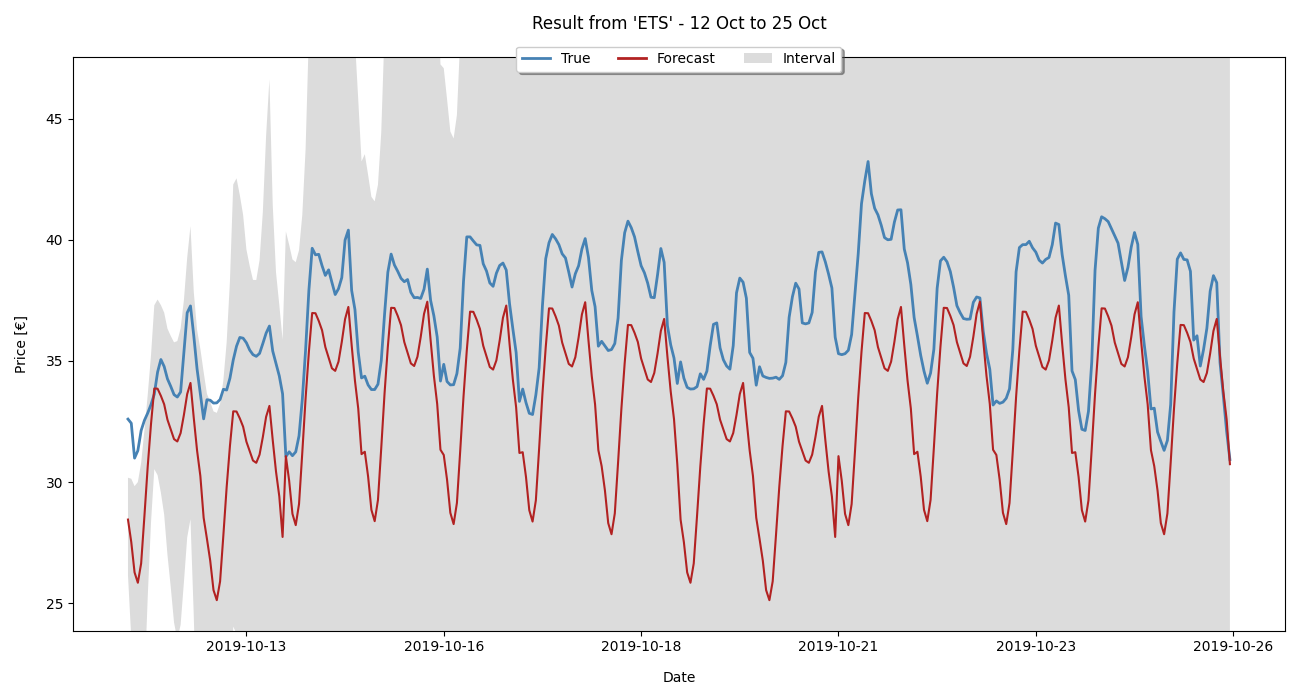 Result from 'ETS' - 12 Oct to 25 Oct
True Forecast Interval
Price [€]
45
40
35
30
25
2019-10-13 2019-10-16 2019-10-18 2019-10-21 2019-10-23 2019-10-26
Date